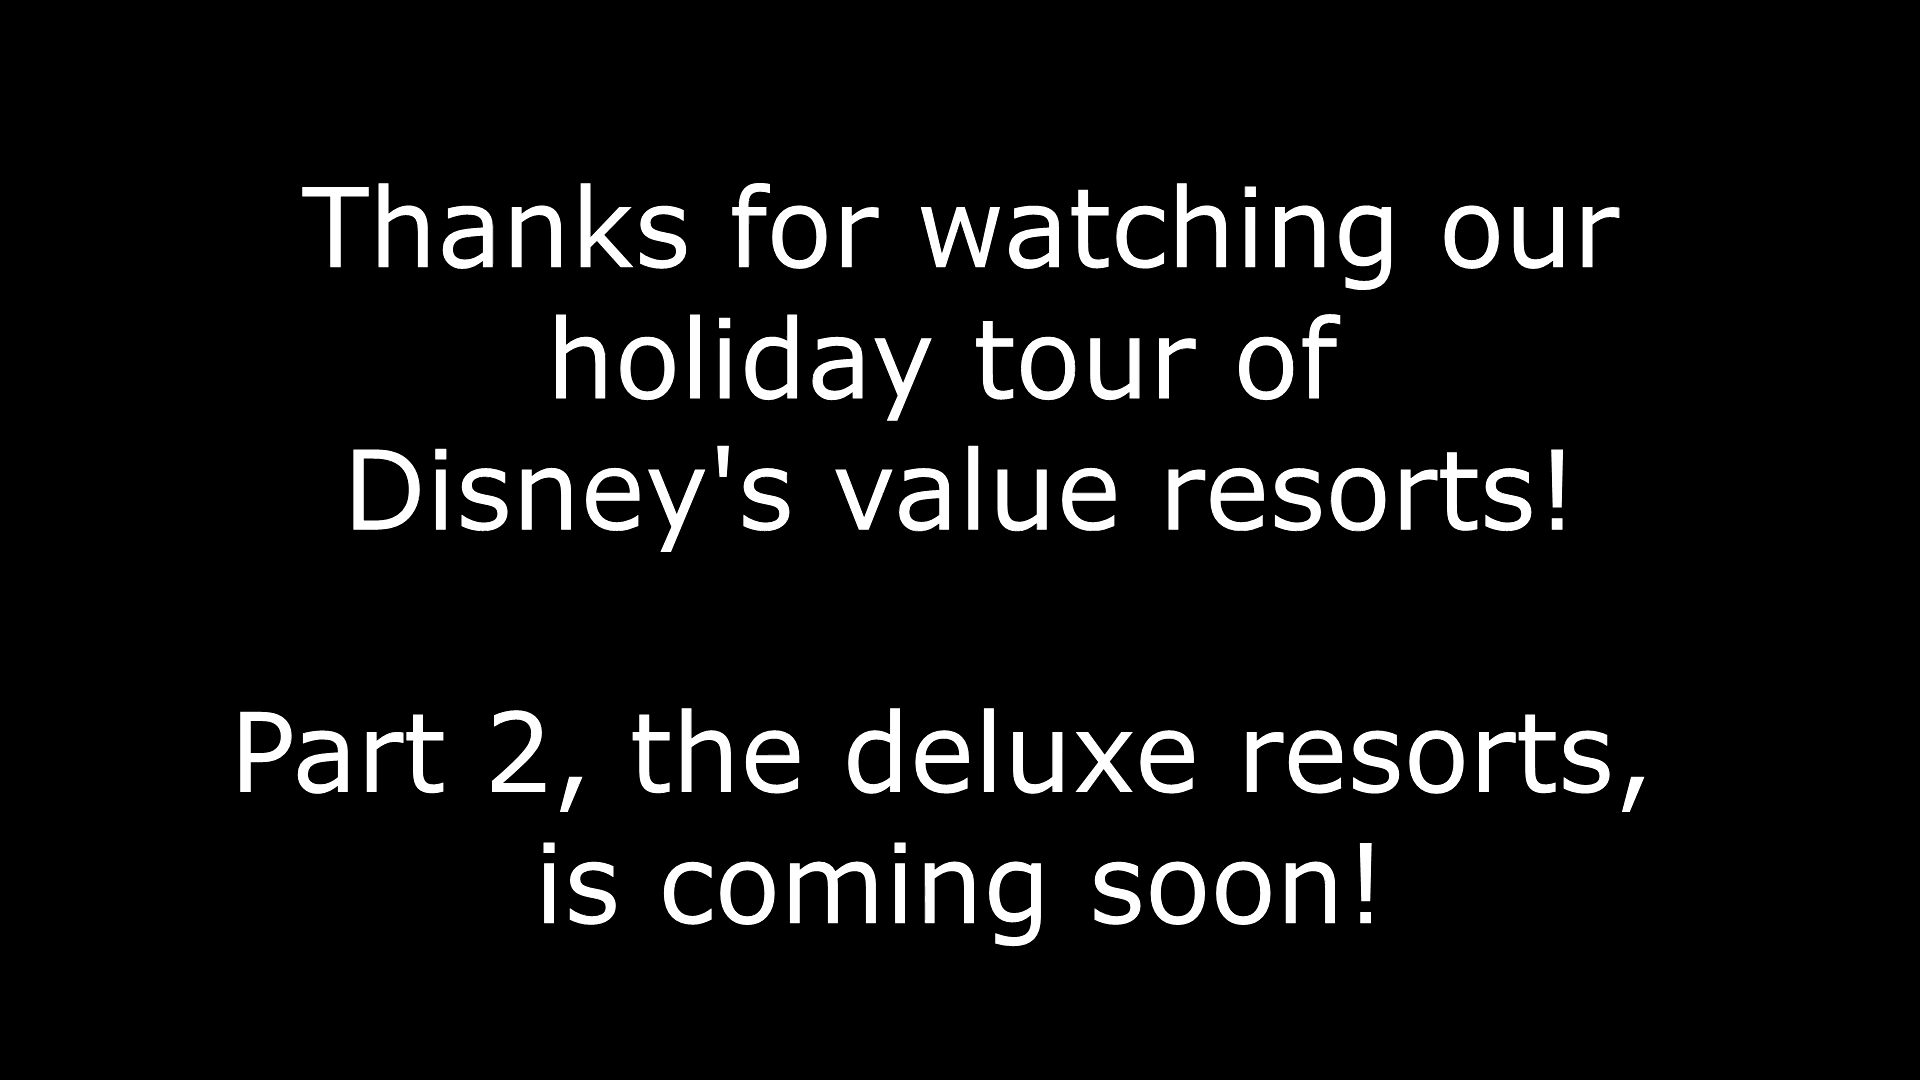 Thanks for watching our
holiday tour of
Disney's value resorts!
Part 2, the deluxe resorts,
is coming soon!